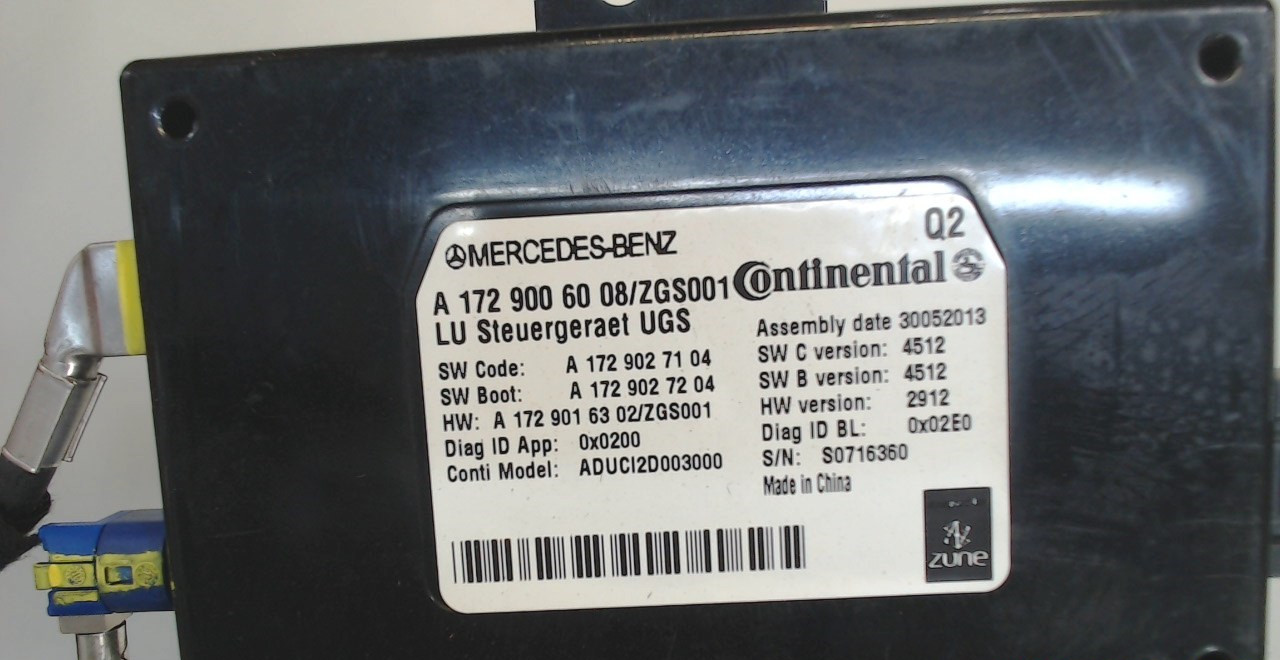 Q2
MERCEDES-BENZ
Continental
A 172 900 60 08/ZGS001
LU Steuergeraet UGS
SW Code: A 172 902 71 04
SW Boot: A 172 902 72 04
HW: A 172 901 63 02/ZGS001
Diag ID App: 0x0200
Conti Model: ADUCI2D003000
Assembly date 30052013
SW C version: 4512
SW B version: 4512
HW version: 2912
Diag ID BL: 0x02E0
S/N: S0716360
Made in China
zune